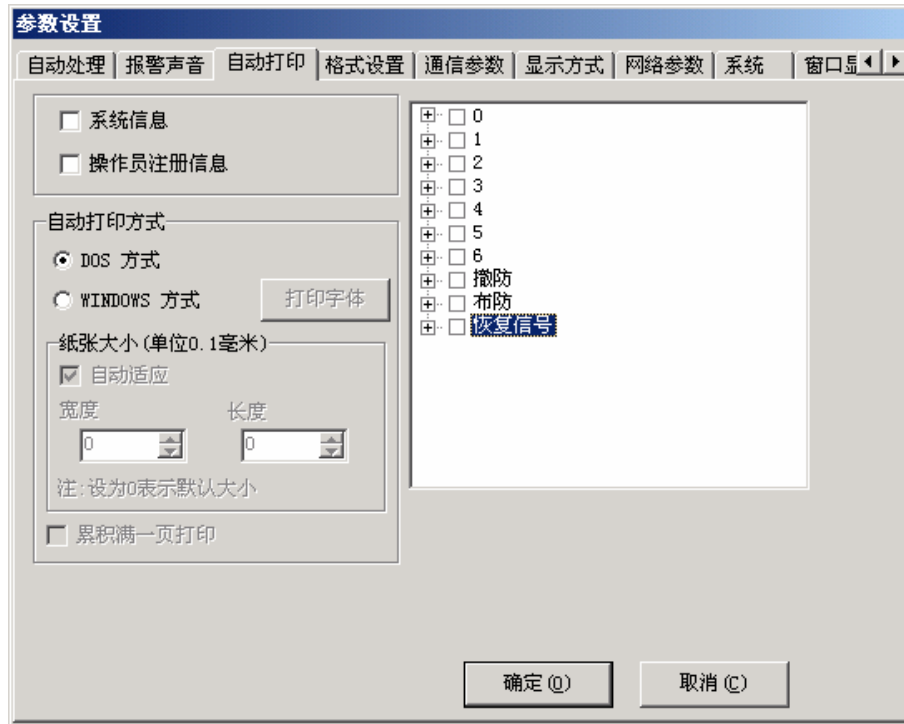 参数设置
自动处理 报警声音 自动打印 格式设置 通信参数 显示方式 网络参数 系统 窗口显
系统信息
操作员注册信息
自动打印方式
DOS 方式
WINDOWS 方式 打印字体
纸张大小(单位0.1毫米)
自动适应
宽度 长度
0 0
注:设为0表示默认大小
累积满一页打印
0
1
2
3
4
5
6
撤防
布防
恢复信号
确定(O) 取消(C)